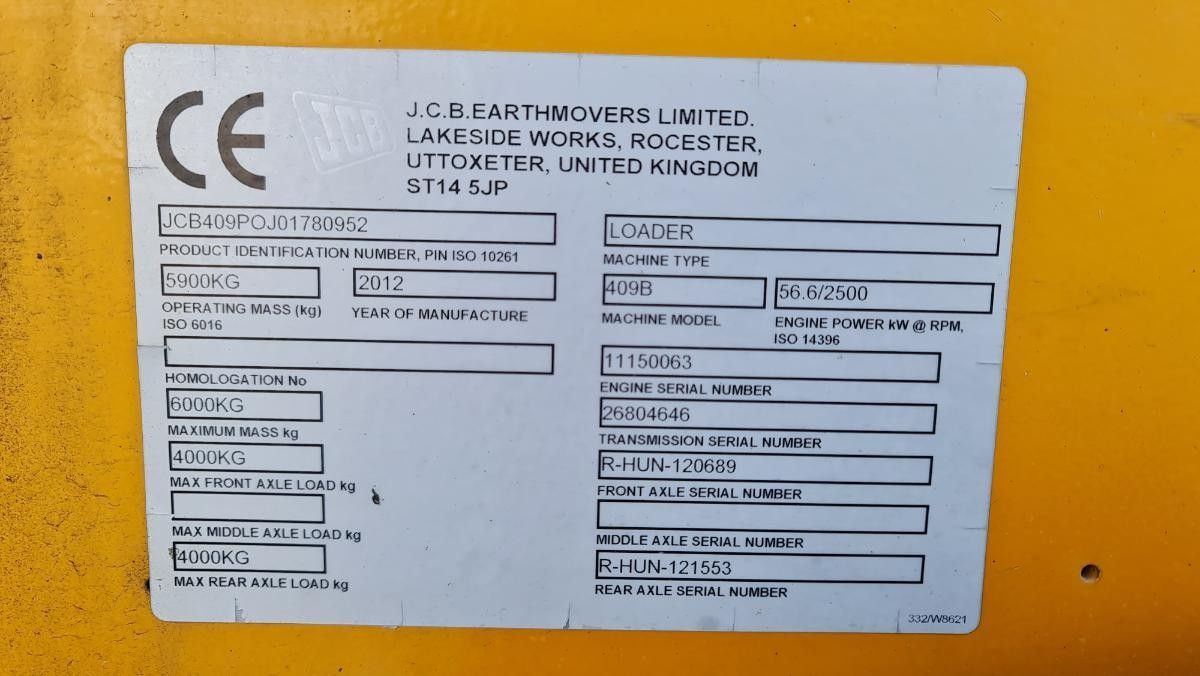 CE
JCB
J.C.B.EARTHMOVERS LIMITED.
LAKESIDE WORKS, ROCESTER,
UTTOXETER, UNITED KINGDOM
ST14 5JP
JCB409POJ01780952
PRODUCT IDENTIFICATION NUMBER, PIN ISO 10261
5900KG
OPERATING MASS (kg)
ISO 6016
2012
YEAR OF MANUFACTURE
HOMOLOGATION No
6000KG
MAXIMUM MASS kg
4000KG
MAX FRONT AXLE LOAD kg
MAX MIDDLE AXLE LOAD kg
4000KG
MAX REAR AXLE LOAD kg
LOADER
MACHINE TYPE
409B
MACHINE MODEL
56.6/2500
ENGINE POWER kW @ RPM,
ISO 14396
11150063
ENGINE SERIAL NUMBER
26804646
TRANSMISSION SERIAL NUMBER
R-HUN-120689
FRONT AXLE SERIAL NUMBER
MIDDLE AXLE SERIAL NUMBER
R-HUN-121553
REAR AXLE SERIAL NUMBER
332/W8621